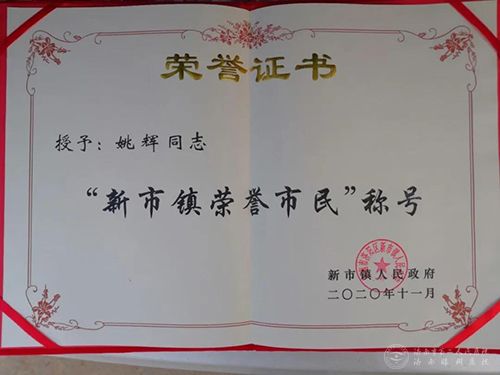 荣誉证书
授予：姚辉同志
“新市镇荣誉市民”称号
新市镇人民政府
二〇二〇年十一月